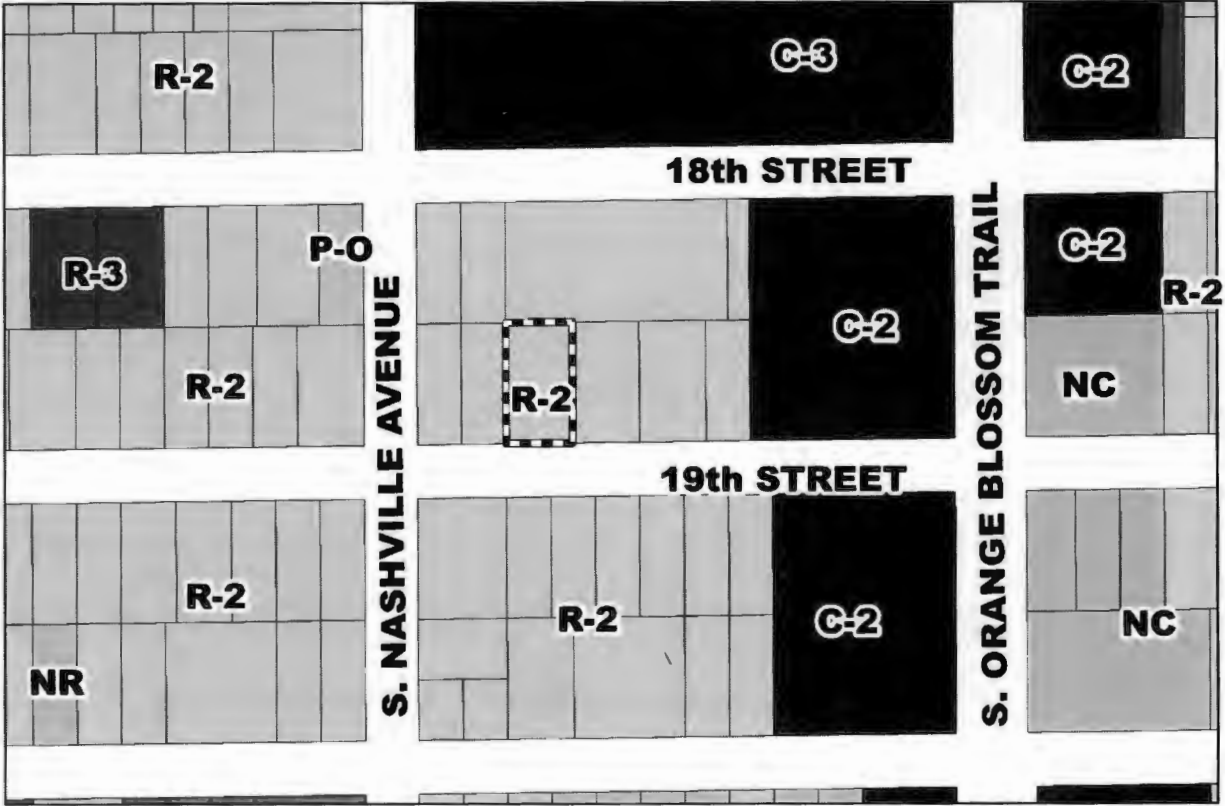 C-3
R-2
C-2
18th STREET
P-O
R-3
C-2
R-2
C-2
R-2
R-2
NC
S. NASHVILLE AVENUE
S. ORANGE BLOSSOM TRAIL
19th STREET
R-2
R-2
C-2
NC
NR